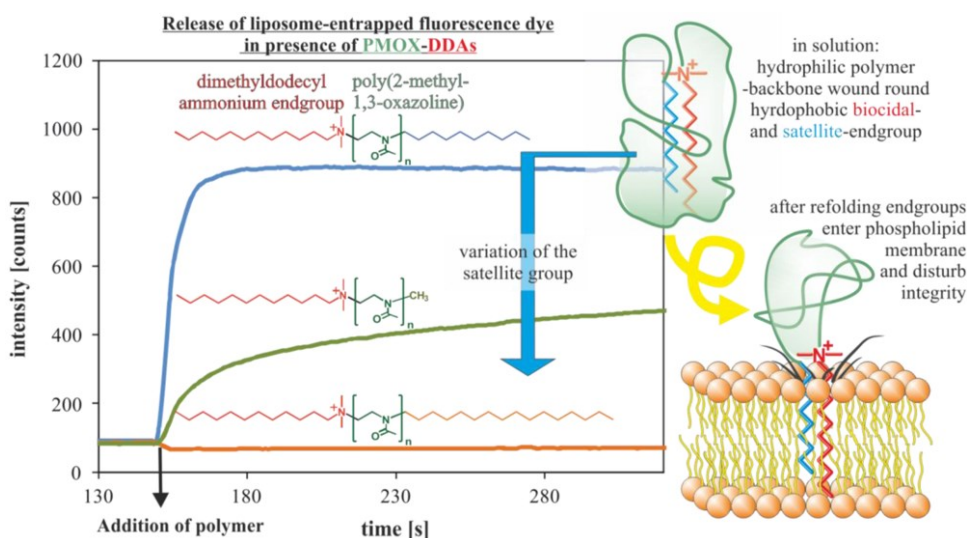 Release of liposome-entrapped fluorescence dye
in presence of PMOX-DDAs
1200
1000
800
600
400
200
0
intensity [counts]
130
180
230
280
time [s]
Addition of polymer
dimethyldodecyl
ammonium endgroup
poly(2-methyl-
1,3-oxazoline)
N
+
N
n
O
variation of the
satellite group
N
+
N
CH₃
n
O
N
+
N
n
O
in solution:
hydrophilic polymer
-backbone wound round
hyrdophobic biocidal-
and satellite-endgroup
N
+
after refolding endgroups
enter phospholipid
membrane
and disturb
integrity
N
+